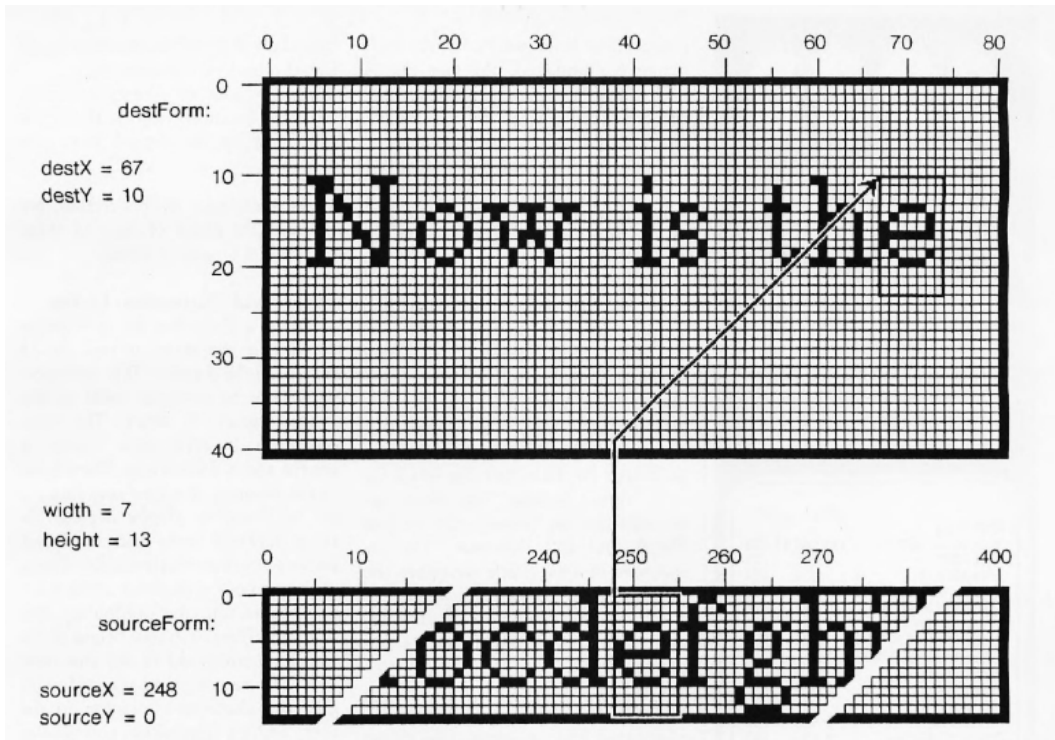 0 10 20 30 40 50 60 70 80
0
destForm:
destX = 67
destY = 10
10
Now is the
20
30
40
width = 7
height = 13
0 10 240 250 260 270 400
0
sourceForm:
cdefgh
sourceX = 248
sourceY = 0
10